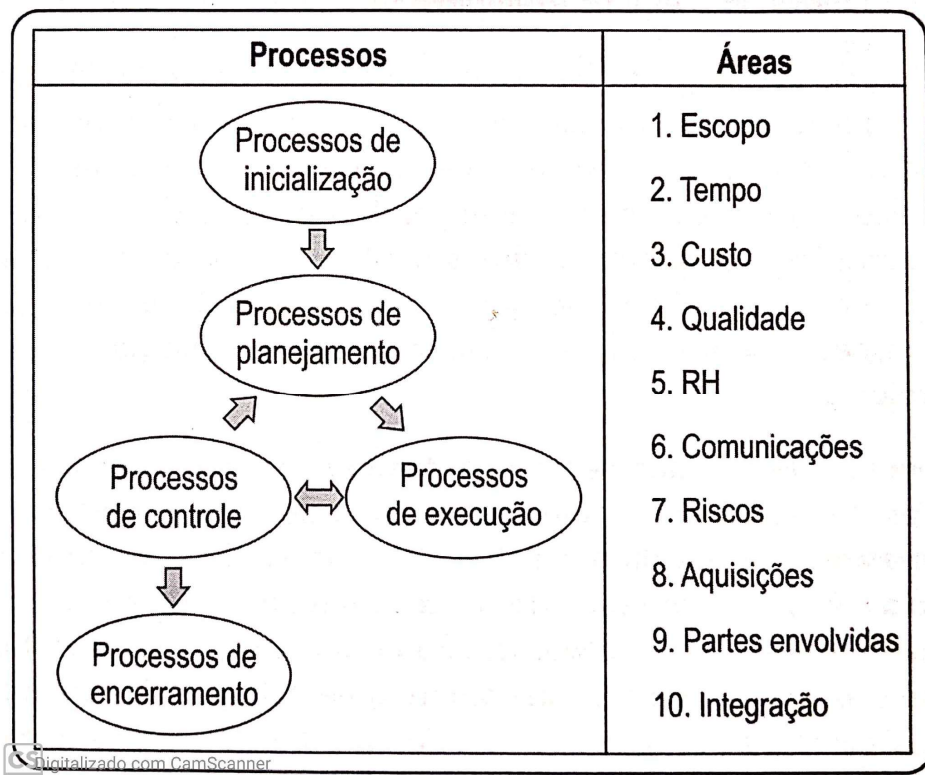 Processos
Áreas
Processos de
inicialização
Processos de
planejamento
Processos
de controle
Processos
de execução
Processos de
encerramento
1. Escopo
2. Tempo
3. Custo
4. Qualidade
5. RH
6. Comunicações
7. Riscos
8. Aquisições
9. Partes envolvidas
10. Integração
CS Digitalizado com CamScanner